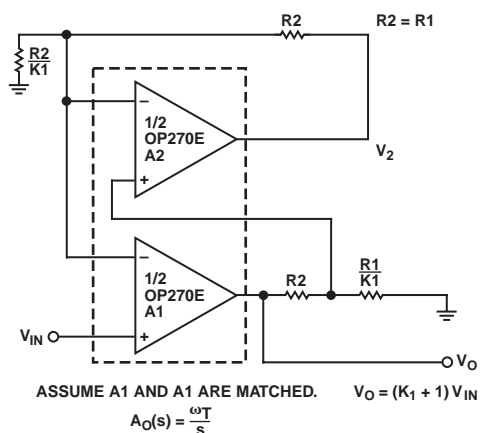 R2
R2 = R1
R2
K1
–
1/2
OP270E
A2
+
V2
–
1/2
OP270E
A1
+
R2
R1
K1
VIN
VO
ASSUME A1 AND A1 ARE MATCHED.
AO(s) = ωT
s
VO = (K1 + 1) VIN